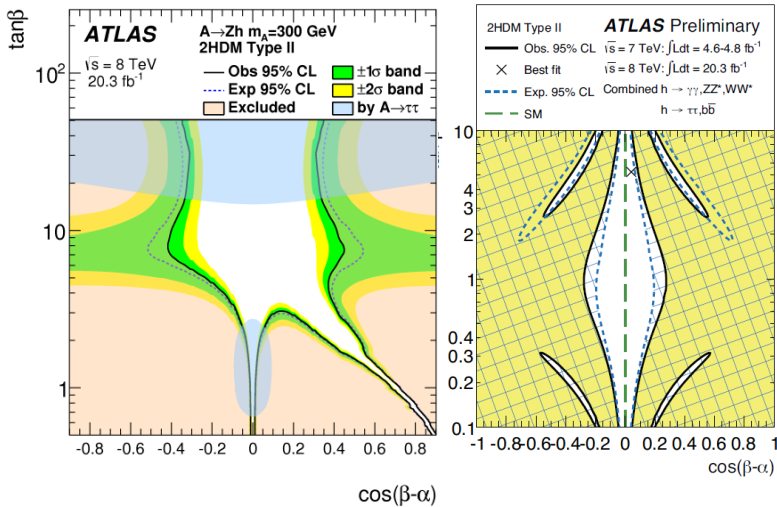 ATLAS
A→Zh m_A=300 GeV
2HDM Type II
√s = 8 TeV
20.3 fb⁻¹
Obs 95% CL
±1σ band
Exp 95% CL
±2σ band
Excluded
by A→ττ
tanβ
10²
10
1
-0.8 -0.6 -0.4 -0.2 0 0.2 0.4 0.6 0.8
cos(β-α)
2HDM Type II
ATLAS Preliminary
Obs. 95% CL
√s = 7 TeV: ∫Ldt = 4.6-4.8 fb⁻¹
Best fit
√s = 8 TeV: ∫Ldt = 20.3 fb⁻¹
Exp. 95% CL
Combined h → γγ,ZZ*,WW*
SM
h → ττ,bb̄
10
4
3
2
1
0.4
0.3
0.2
0.1
-1 -0.8 -0.6 -0.4 -0.2 0 0.2 0.4 0.6 0.8 1
cos(β-α)